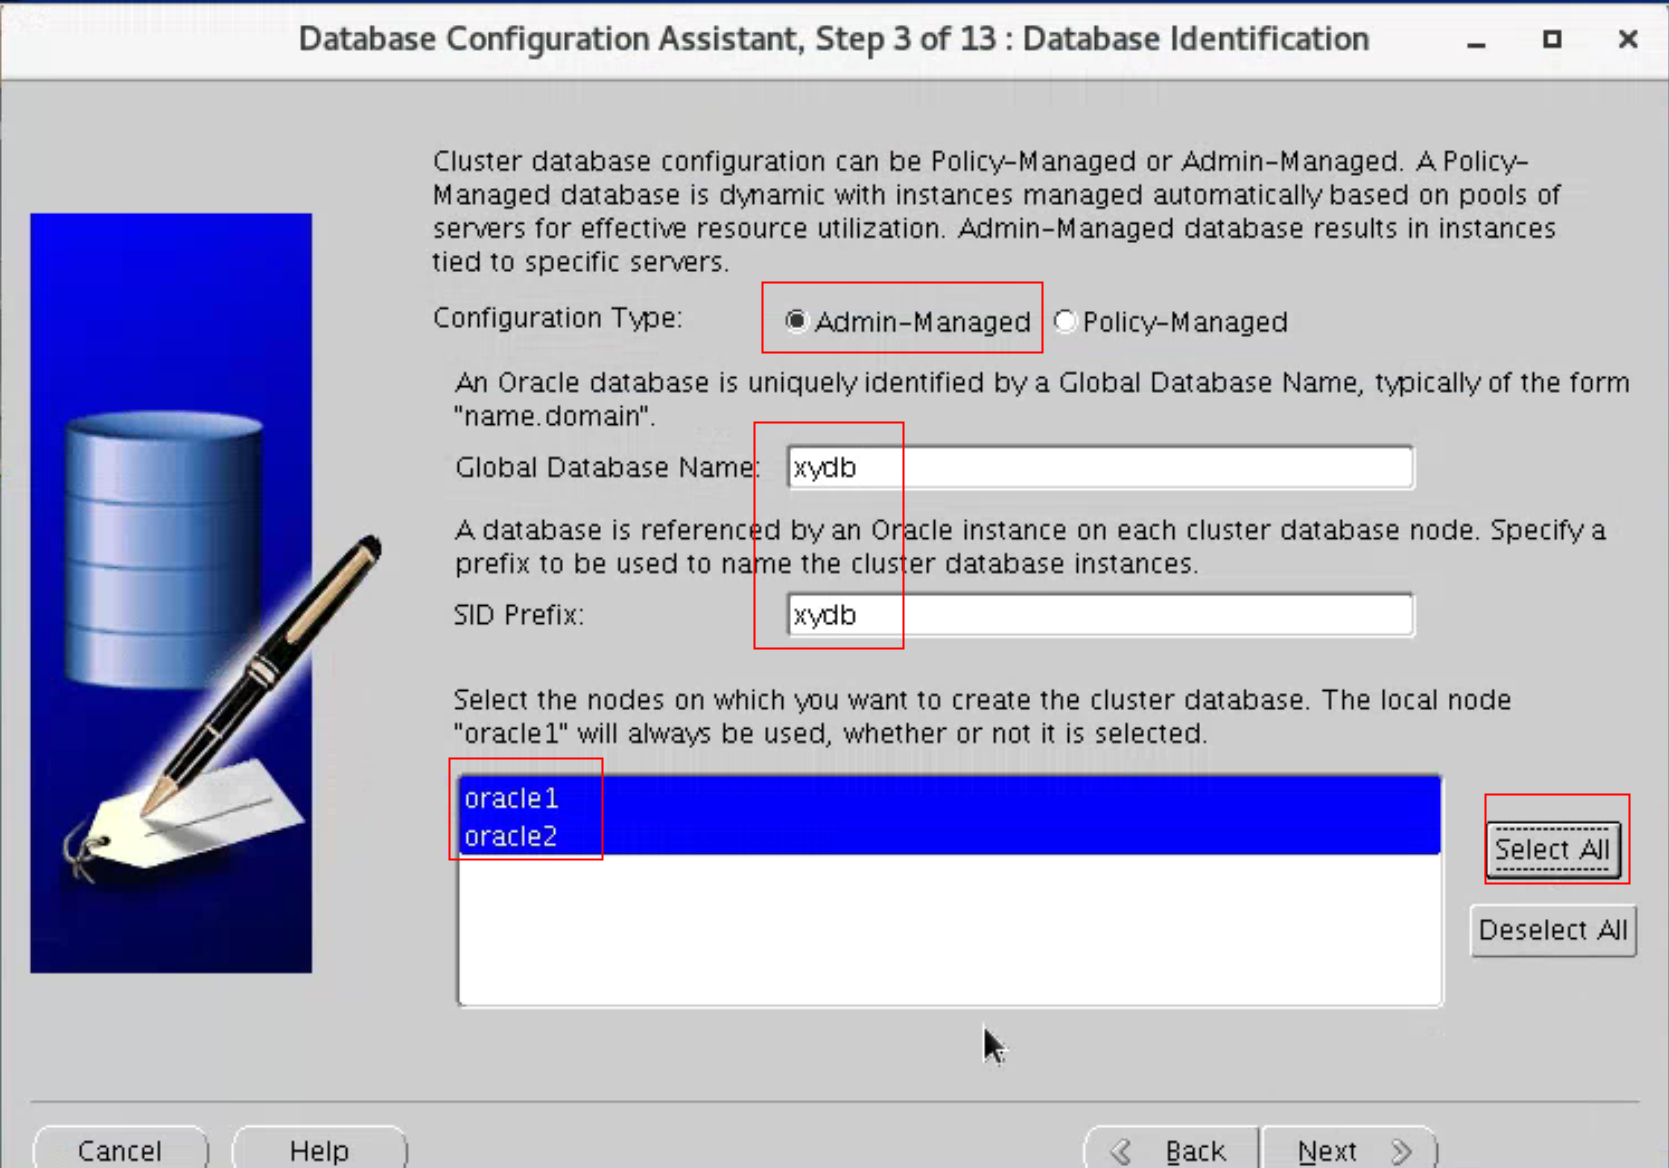 Database Configuration Assistant, Step 3 of 13 : Database Identification
Cluster database configuration can be Policy-Managed or Admin-Managed. A Policy-
Managed database is dynamic with instances managed automatically based on pools of
servers for effective resource utilization. Admin-Managed database results in instances
tied to specific servers.
Configuration Type: Admin-Managed Policy-Managed
An Oracle database is uniquely identified by a Global Database Name, typically of the form
"name.domain".
Global Database Name: xydb
A database is referenced by an Oracle instance on each cluster database node. Specify a
prefix to be used to name the cluster database instances.
SID Prefix: xydb
Select the nodes on which you want to create the cluster database. The local node
"oracle1" will always be used, whether or not it is selected.
oracle1
oracle2
Select All
Deselect All
Cancel Help Back Next